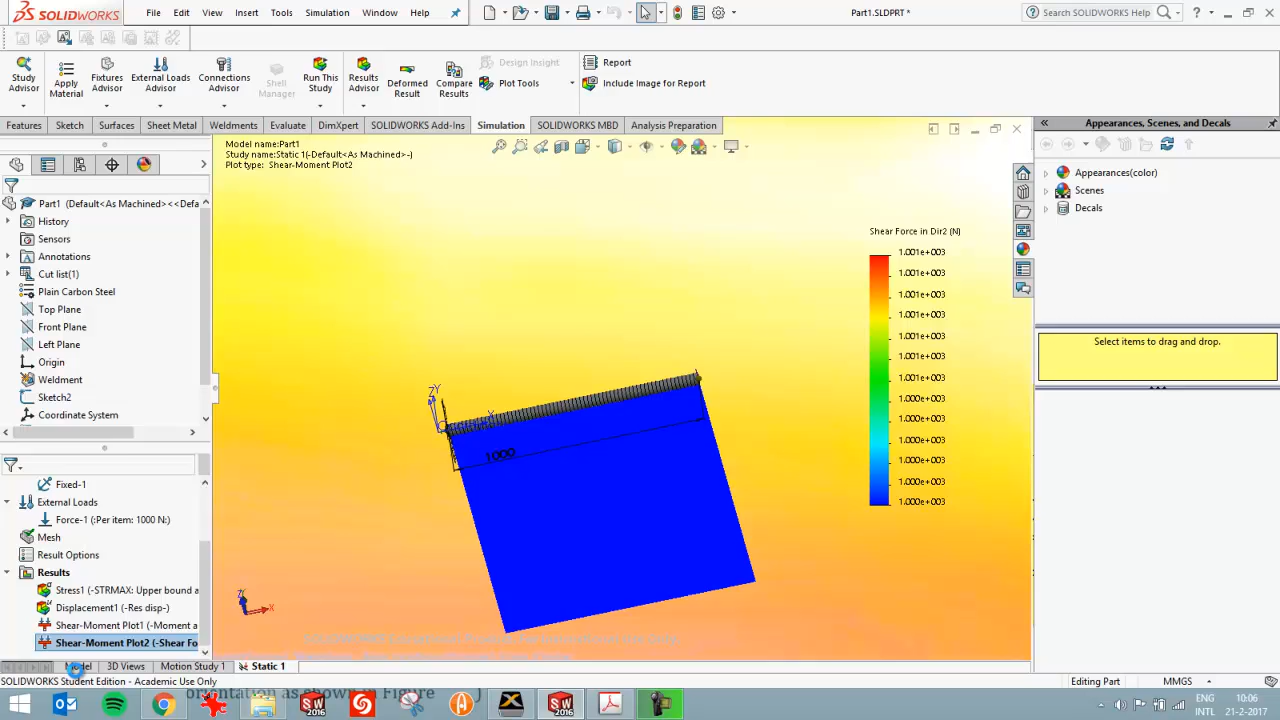 SOLIDWORKS File Edit View Insert Tools Simulation Window Help Part1.SLDPRT * Search SOLIDWORKS Help
Study Advisor
Apply Material
Fixtures Advisor
External Loads Advisor
Connections Advisor
Shell Manager
Run This Study
Results Advisor
Deformed Result
Compare Results
Design Insight
Plot Tools
Report
Include Image for Report
Features Sketch Surfaces Sheet Metal Weldments Evaluate DimXpert SOLIDWORKS Add-Ins Simulation SOLIDWORKS MBD Analysis Preparation
Appearances, Scenes, and Decals
Model name:Part1
Study name:Static 1(-Default<As Machined>-)
Plot type: Shear-Moment Plot2
Appearances(color)
Scenes
Decals
Select items to drag and drop.
Part1 (Default<As Machined><<Defa
History
Sensors
Annotations
Cut list(1)
Plain Carbon Steel
Top Plane
Front Plane
Left Plane
Origin
Weldment
Sketch2
Coordinate System
Fixed-1
External Loads
Force-1 (:Per item: 1000 N:)
Mesh
Result Options
Results
Stress1 (-STRMAX: Upper bound a
Displacement1 (-Res disp-)
Shear-Moment Plot1 (-Moment a
Shear-Moment Plot2 (-Shear Fo
Shear Force in Dir2 (N)
1.001e+003
1.001e+003
1.001e+003
1.001e+003
1.001e+003
1.001e+003
1.001e+003
1.000e+003
1.000e+003
1.000e+003
1.000e+003
1.000e+003
1.000e+003
Z Y
X
1000
X
Model 3D Views Motion Study 1 Static 1
SOLIDWORKS Student Edition - Academic Use Only
Editing Part MMGS
orientation as shown in Figure
SW 2016
SW 2016
ENG
INTL
10:06
21-2-2017